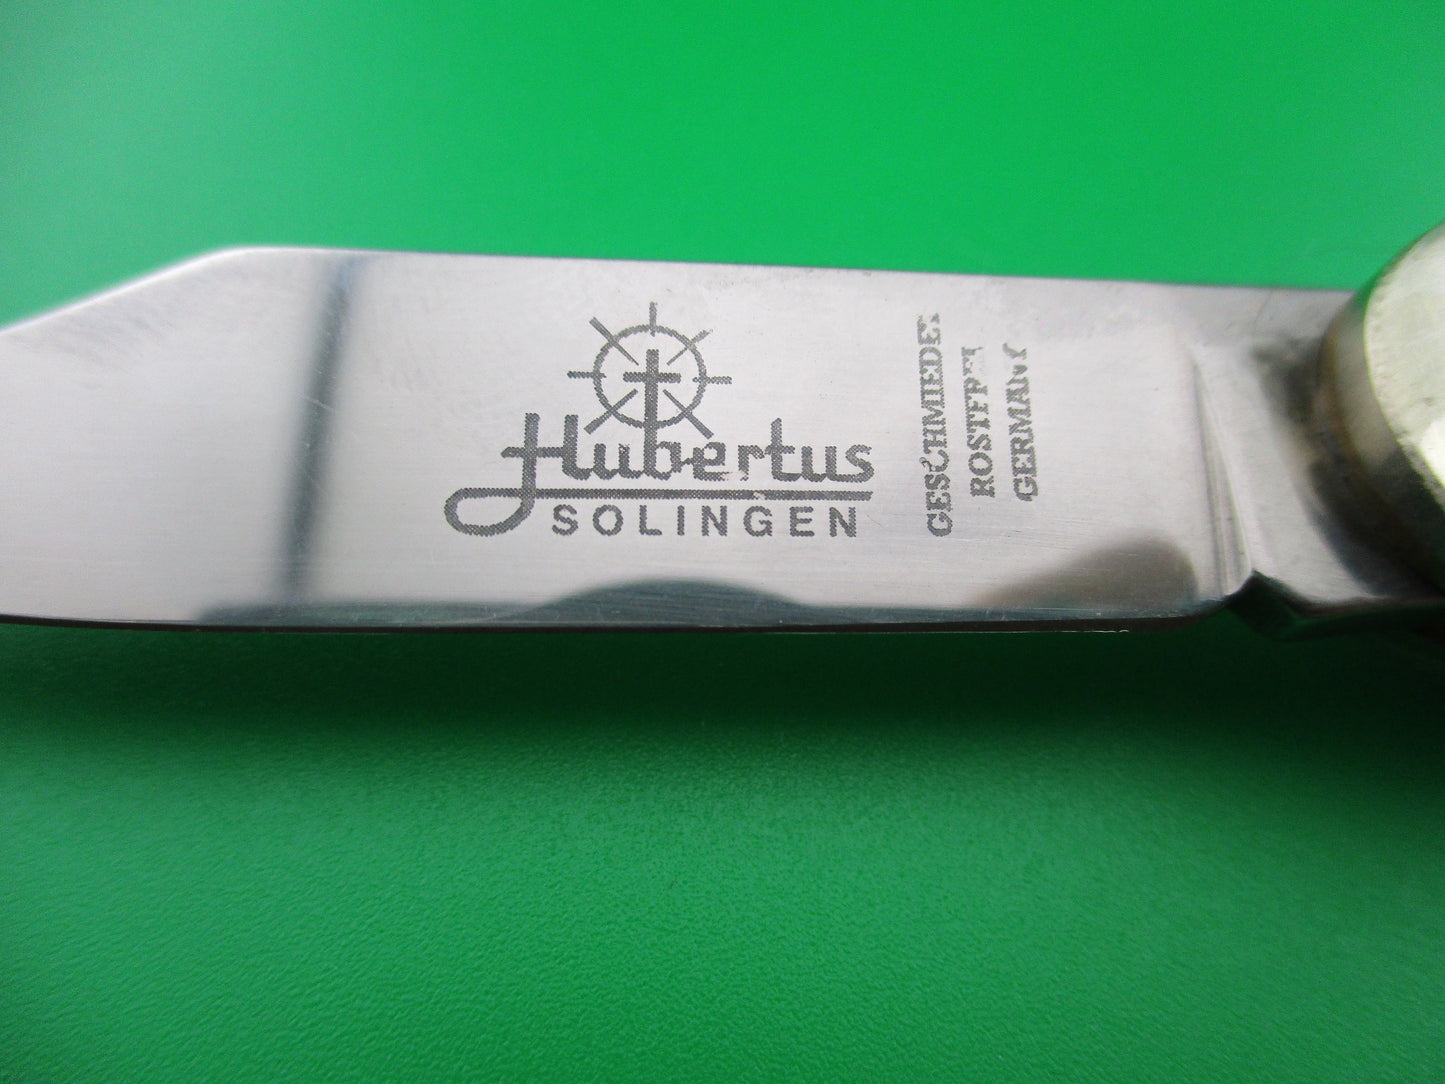 Hubertus
SOLINGEN
GESCHMIEDET
ROSTFREI
GERMANY